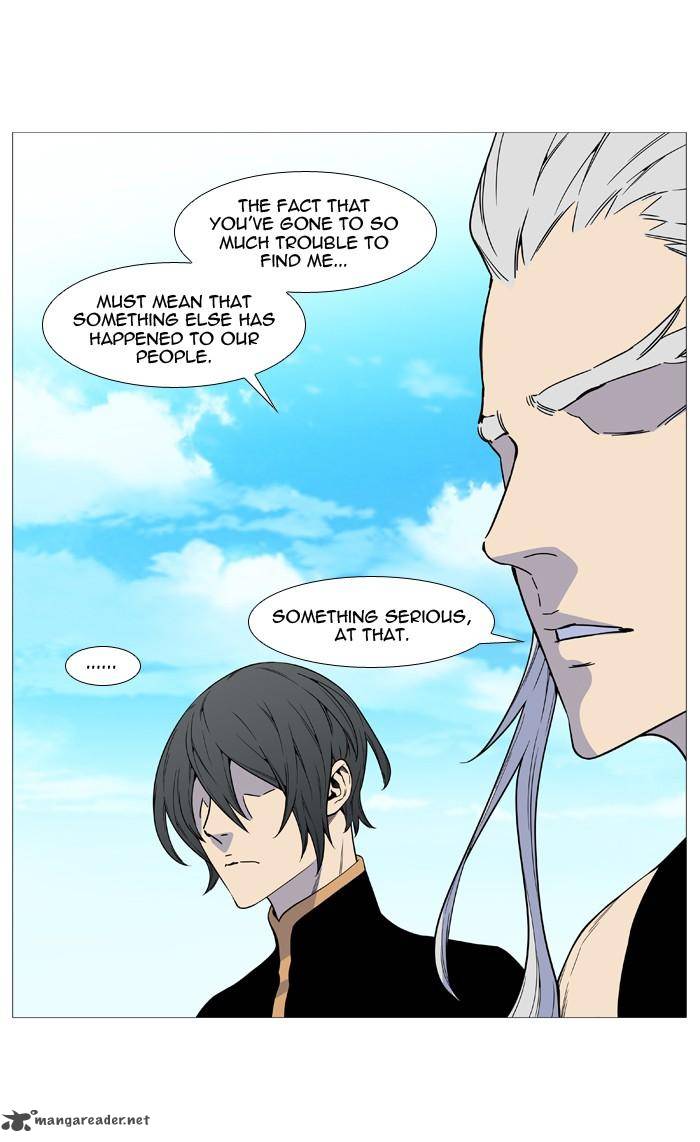 THE FACT THAT
YOU'VE GONE TO SO
MUCH TROUBLE TO
FIND ME...
MUST MEAN THAT
SOMETHING ELSE HAS
HAPPENED TO OUR
PEOPLE.
SOMETHING SERIOUS,
AT THAT.
......
mangareader.net